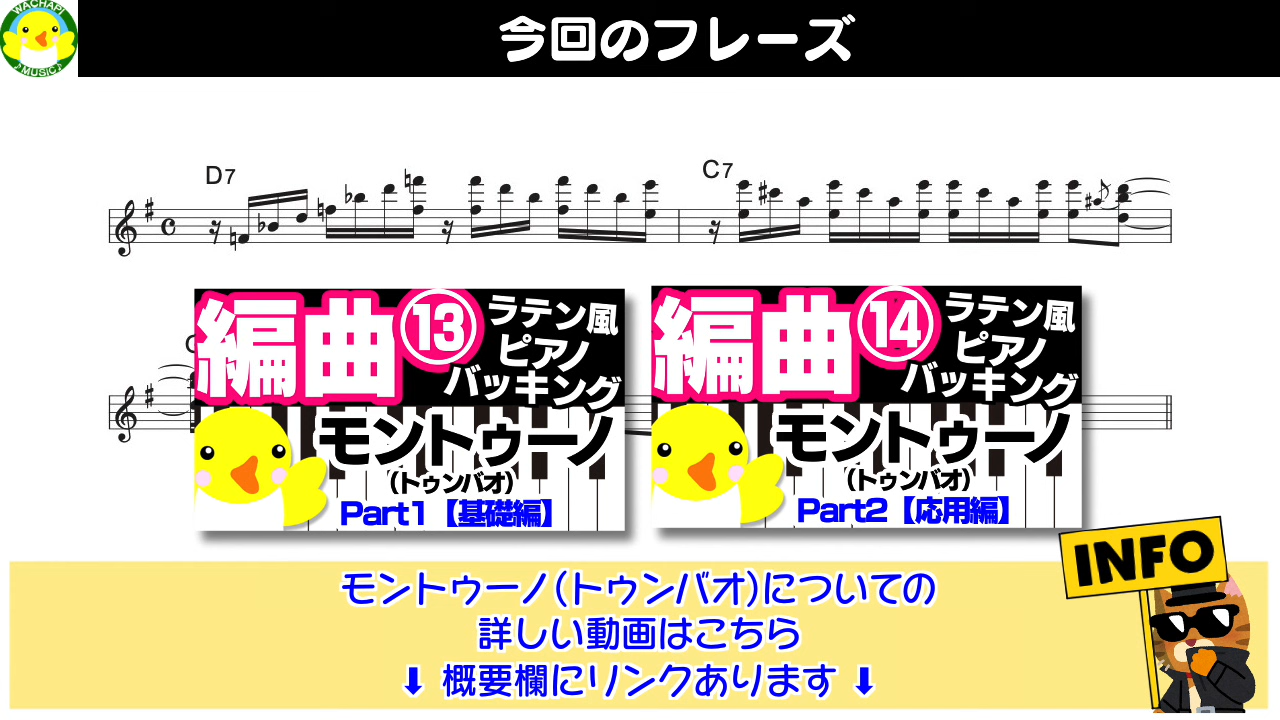 WACHAPI
♪MUSIC♪
今回のフレーズ
D7
C7
編曲⑬
ラテン風
ピアノ
バッキング
モントゥーノ
(トゥンバオ)
Part1【基礎編】
編曲⑭
ラテン風
ピアノ
バッキング
モントゥーノ
(トゥンバオ)
Part2【応用編】
INFO
モントゥーノ(トゥンバオ)についての
詳しい動画はこちら
⬇ 概要欄にリンクあります ⬇